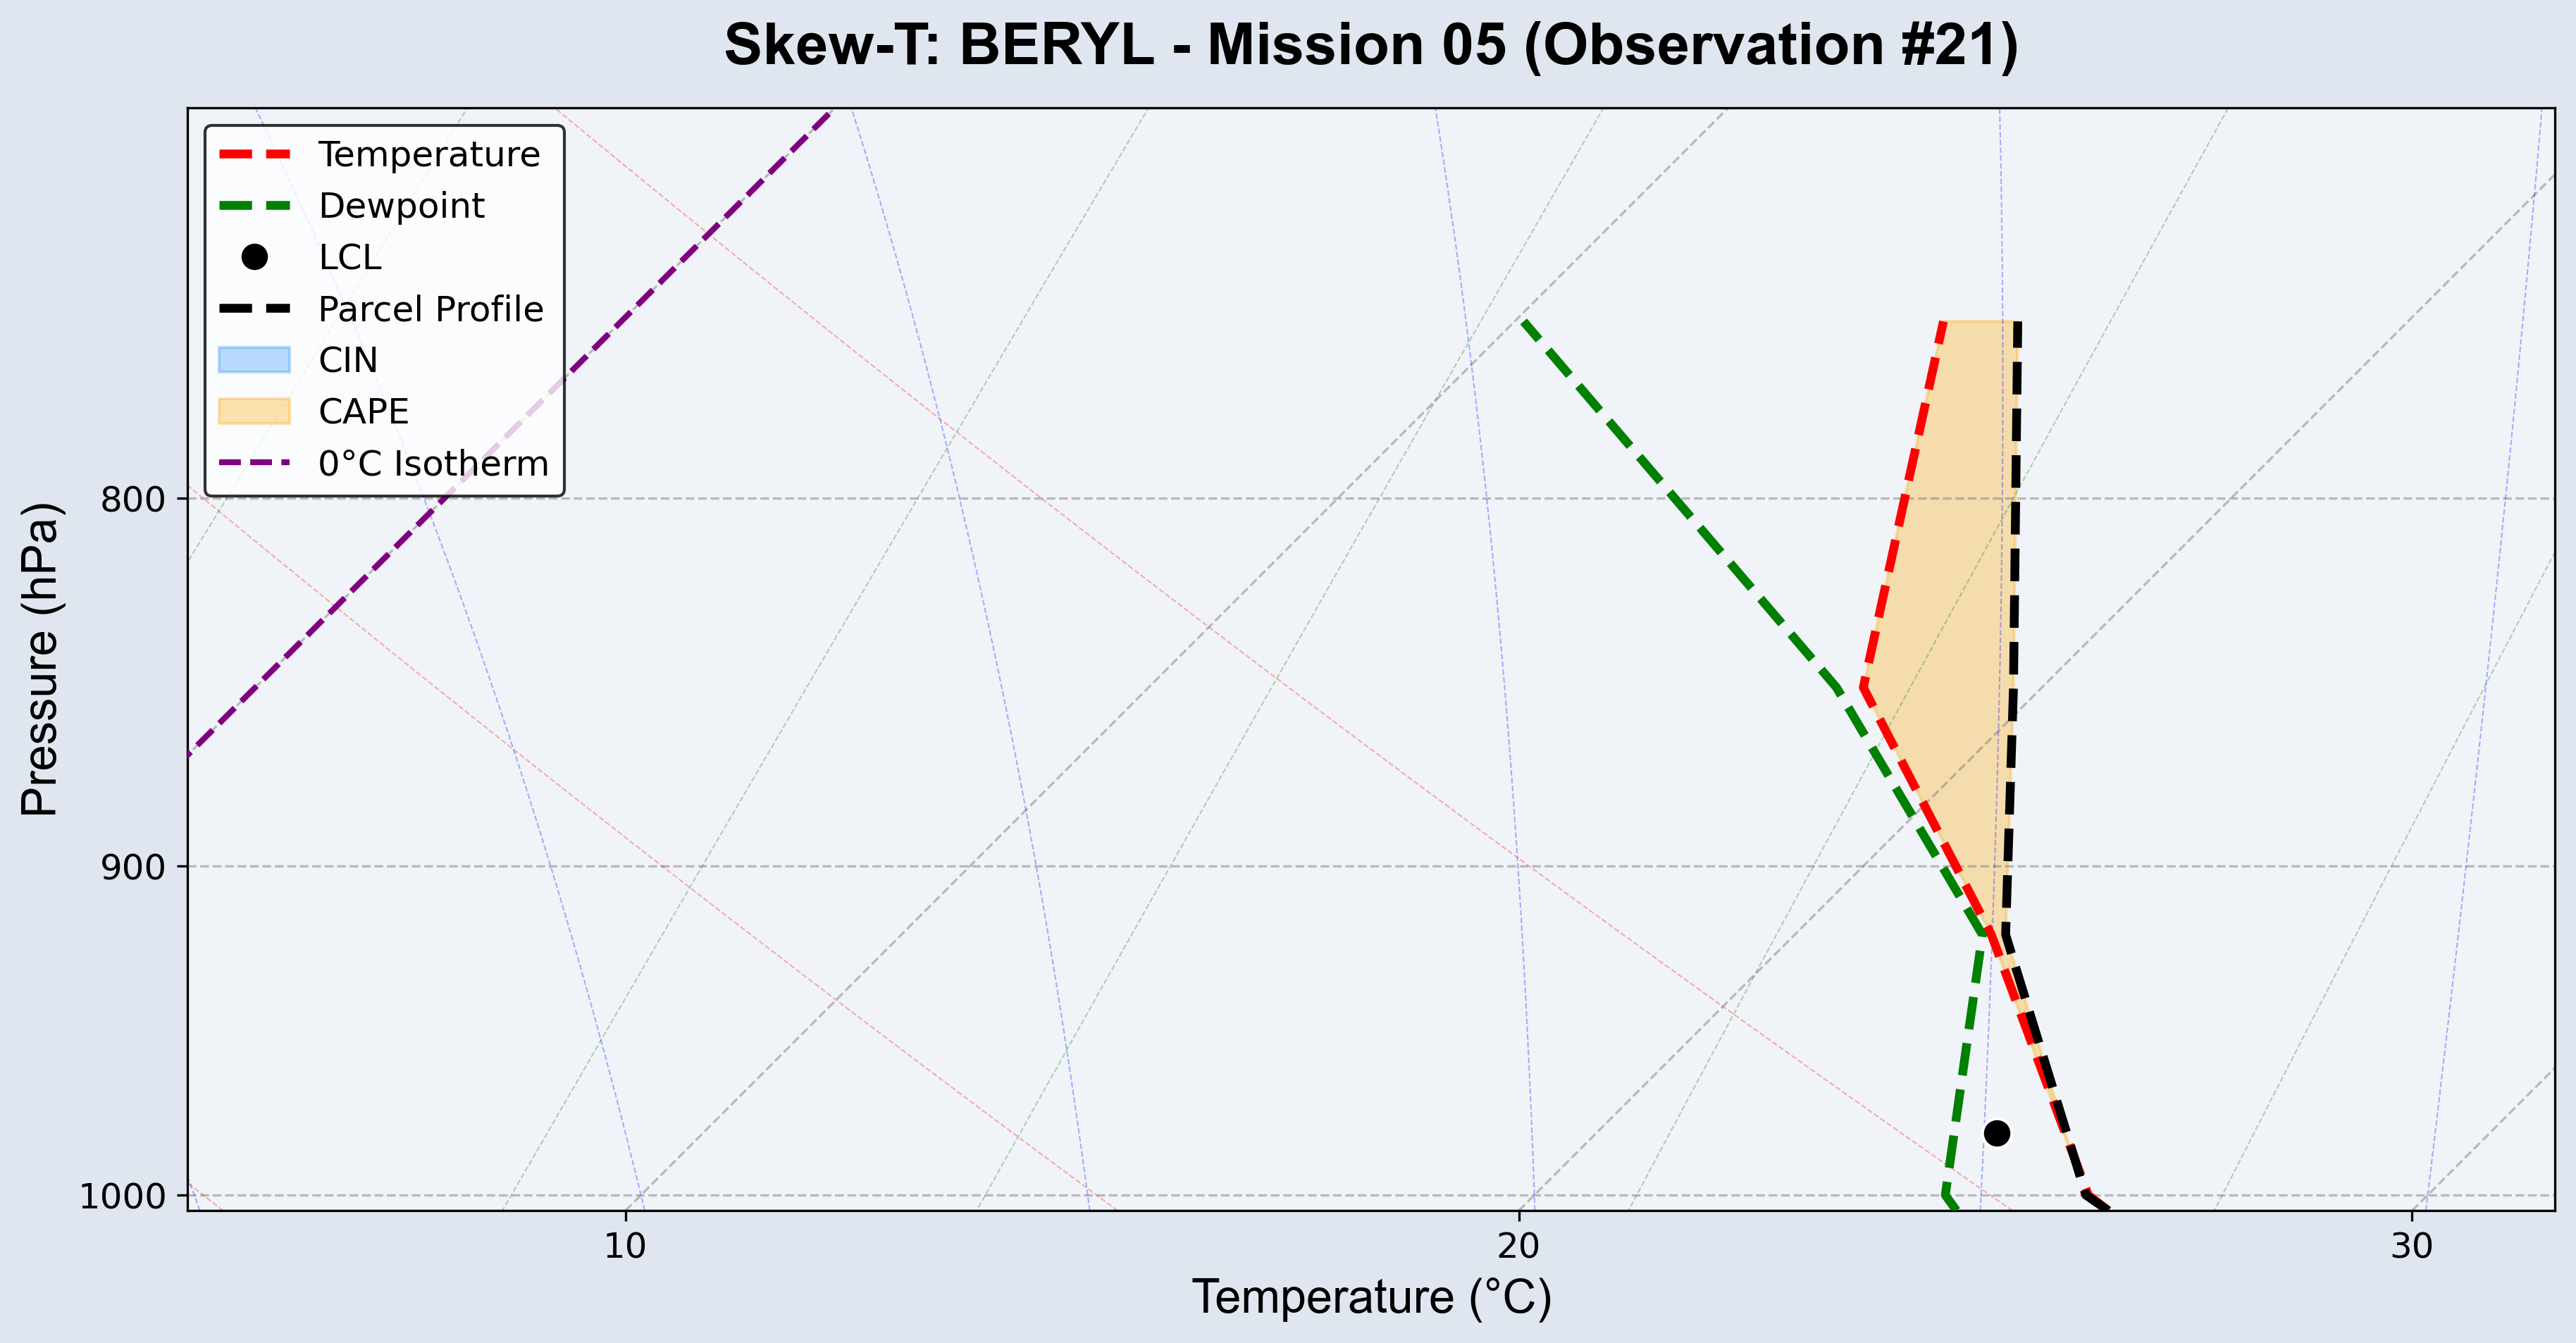 Skew-T: BERYL - Mission 05 (Observation #21)
Temperature
Dewpoint
LCL
Parcel Profile
CIN
CAPE
0°C Isotherm
Pressure (hPa)
800
900
1000
10
20
30
Temperature (°C)